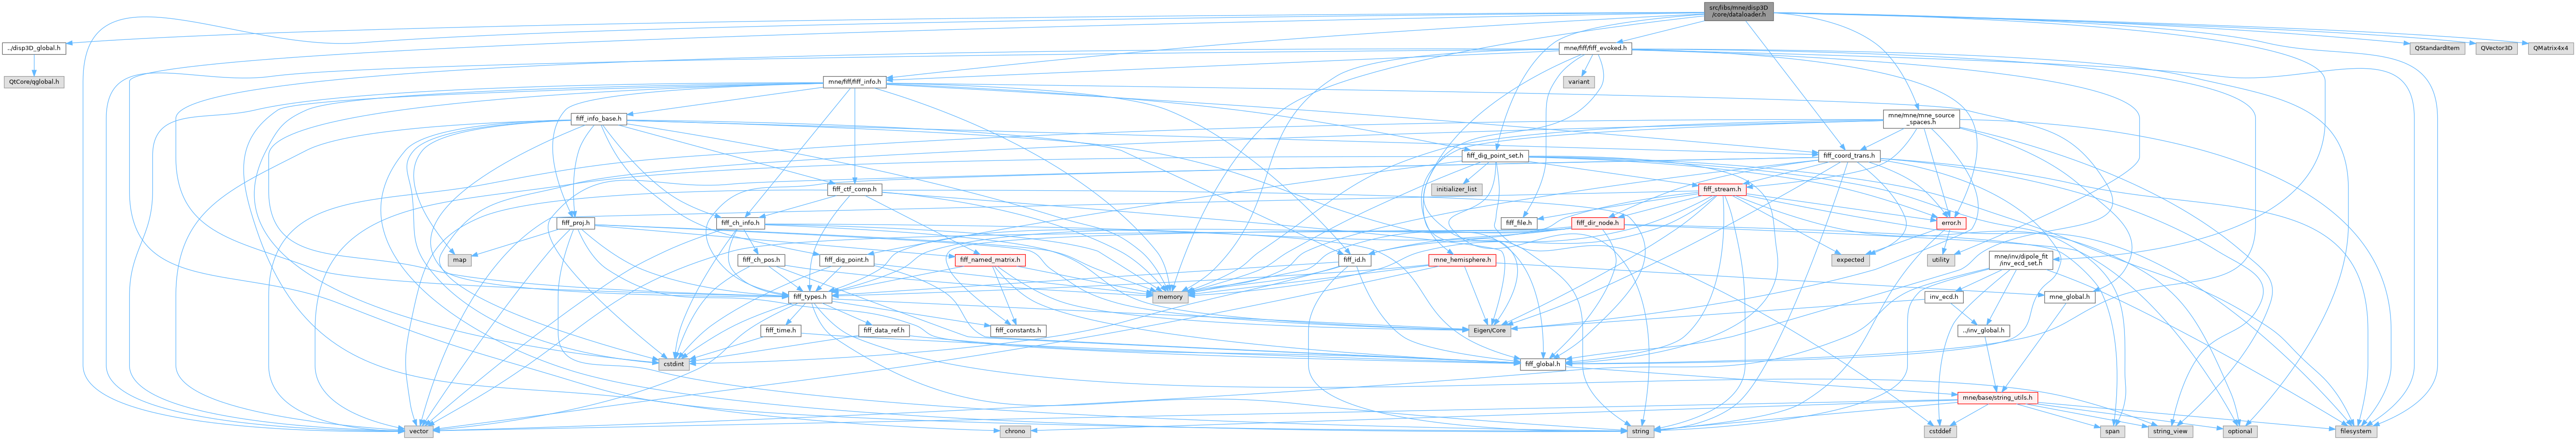 src/libs/mne/disp3D
/core/dataloader.h
../disp3D_global.h
mne/fiff/fiff_evoked.h
QStandardItem
QVector3D
QMatrix4x4
QtCore/qglobal.h
mne/fiff/fiff_info.h
variant
fiff_info_base.h
mne/mne/mne_source
_spaces.h
fiff_dig_point_set.h
fiff_coord_trans.h
fiff_ctf_comp.h
initializer_list
fiff_stream.h
fiff_proj.h
fiff_ch_info.h
fiff_file.h
fiff_dir_node.h
error.h
map
fiff_ch_pos.h
fiff_dig_point.h
fiff_named_matrix.h
fiff_id.h
mne_hemisphere.h
expected
utility
mne/inv/dipole_fit
/inv_ecd_set.h
fiff_types.h
memory
inv_ecd.h
mne_global.h
fiff_time.h
fiff_data_ref.h
fiff_constants.h
Eigen/Core
../inv_global.h
cstdint
fiff_global.h
mne/base/string_utils.h
vector
chrono
string
cstddef
span
string_view
optional
filesystem